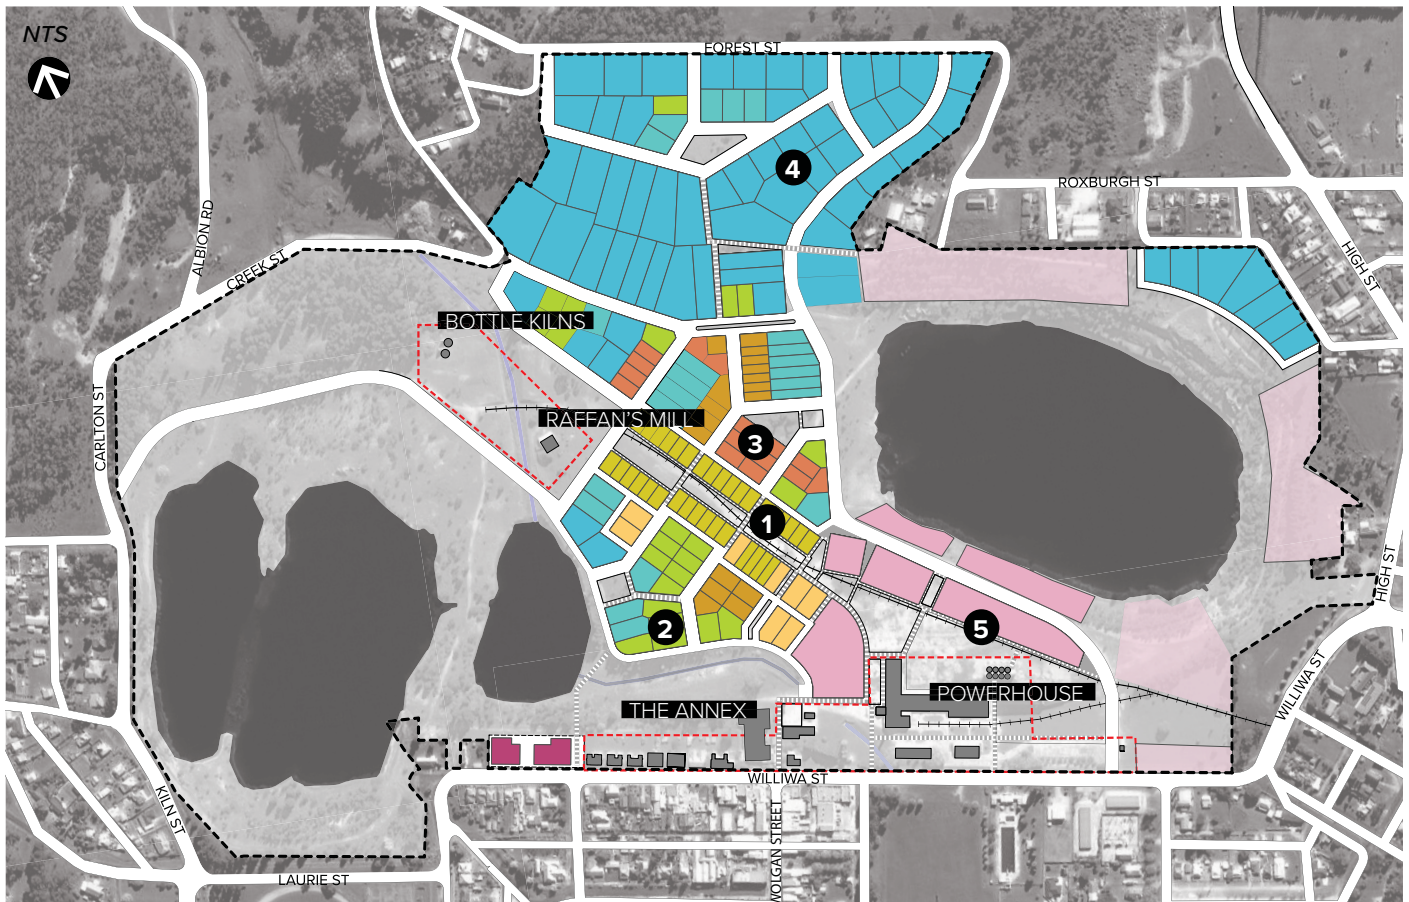 NTS
FOREST ST
ROXBURGH ST
ALBION RD
CREEK ST
HIGH ST
4
BOTTLE KILNS
CARLTON ST
RAFFAN'S MILL
3
1
HIGH ST
2
5
WILLIWA ST
POWERHOUSE
THE ANNEX
WILLIWA ST
KILN ST
WOLGAN STREET
LAURIE ST